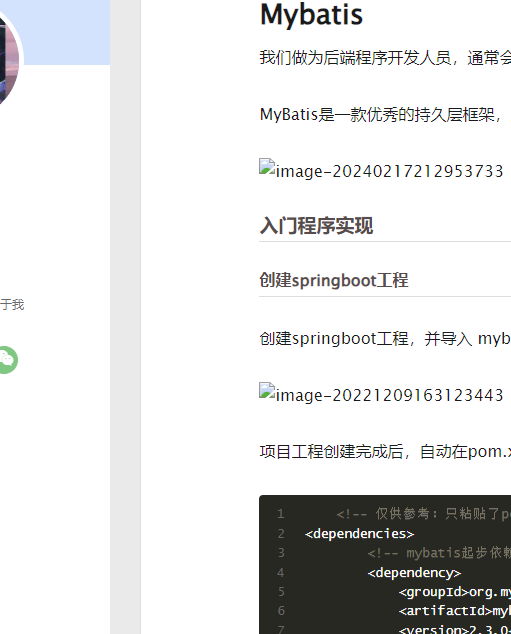 Mybatis
我们做为后端程序开发人员，通常会
MyBatis是一款优秀的持久层框架，
image-20240217212953733
入门程序实现
创建springboot工程
于我
创建springboot工程，并导入 myb
image-20221209163123443
项目工程创建完成后，自动在pom.x
1 <!-- 仅供参考：只粘贴了po
2 <dependencies>
3 <!-- mybatis起步依赖
4 <dependency>
5 <groupId>org.my
6 <artifactId>myb
7 <version>2.3.0